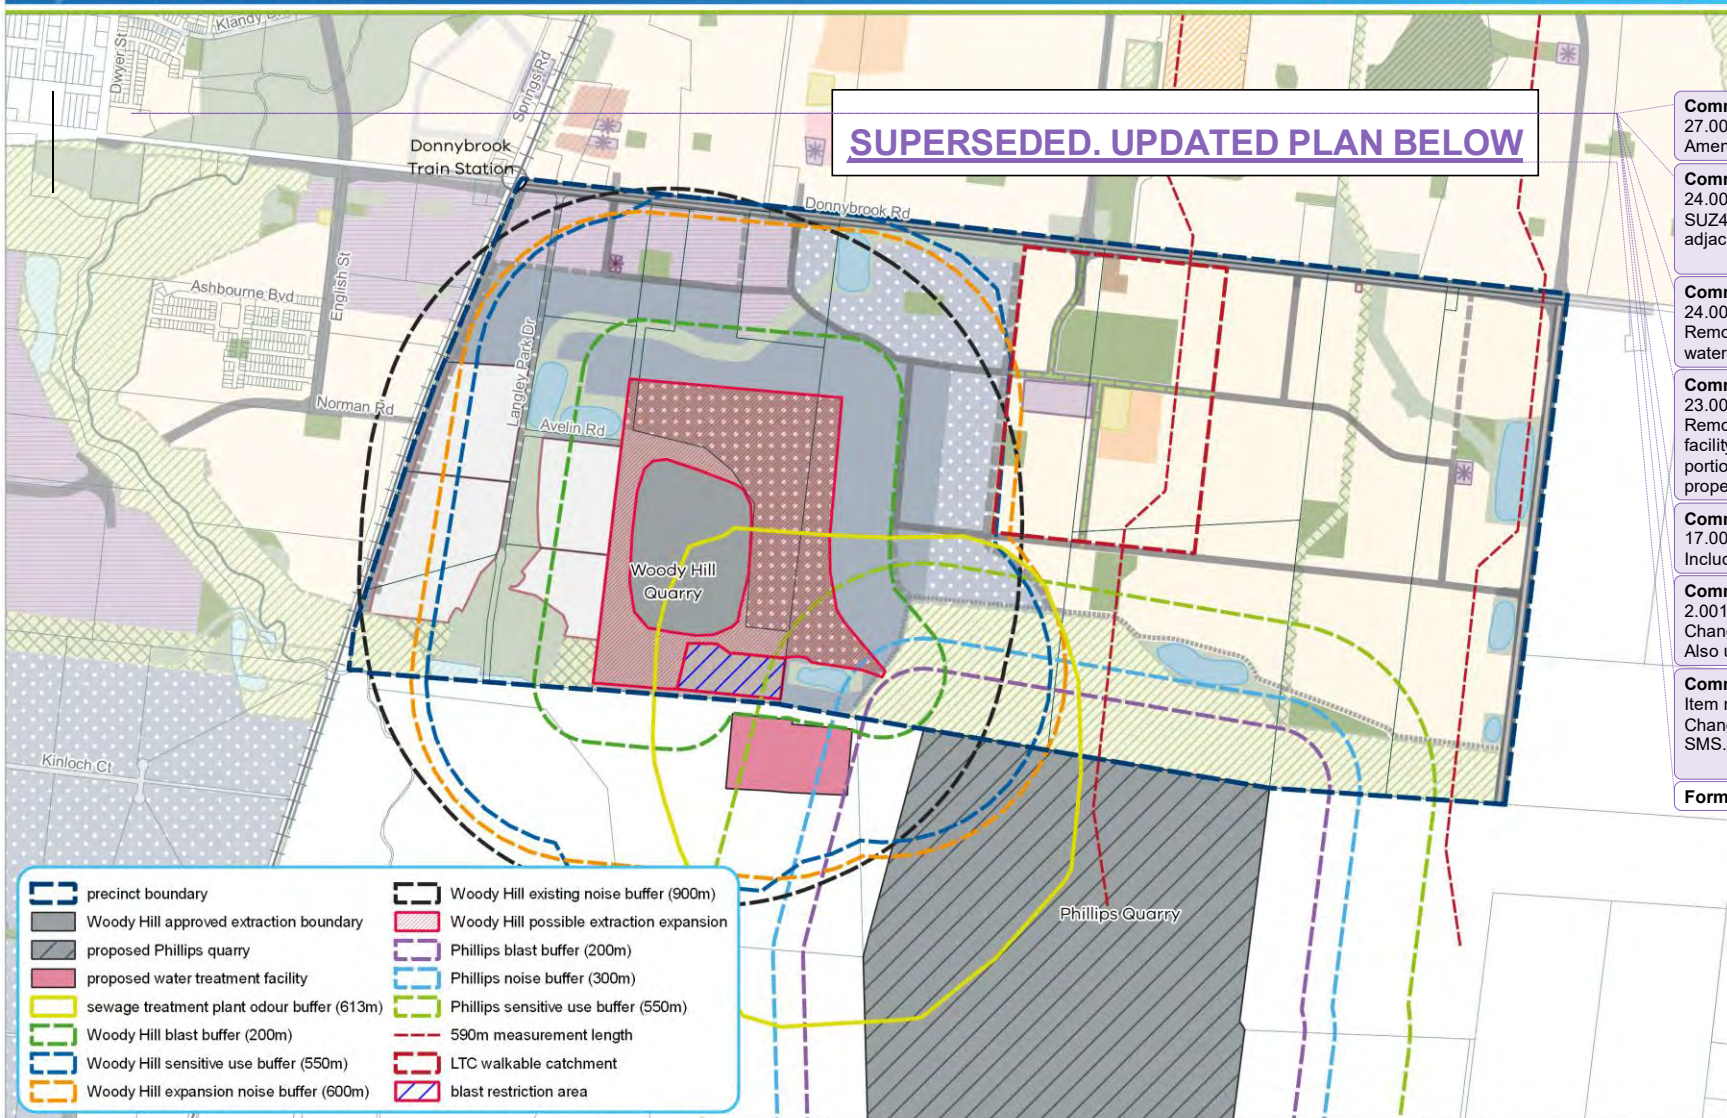 Klandy
Dwyer St
Springs Rd
Donnybrook
Train Station
SUPERSEDED. UPDATED PLAN BELOW
Donnybrook Rd
English St
Ashbourne Bvd
Norman Rd
Langley Park Dr
Avelin Rd
Woody Hill
Quarry
Kinloch Ct
Phillips Quarry
Comm
27.00
Amen
Comm
24.00
SUZ4
adjac
Comm
24.00
Remo
water
Comm
23.00
Remo
facility
portio
prope
Comm
17.00
Includ
Comm
2.001
Chan
Also u
Comm
Item r
Chan
SMS.
Form
precinct boundary
Woody Hill approved extraction boundary
proposed Phillips quarry
proposed water treatment facility
sewage treatment plant odour buffer (613m)
Woody Hill blast buffer (200m)
Woody Hill sensitive use buffer (550m)
Woody Hill expansion noise buffer (600m)
Woody Hill existing noise buffer (900m)
Woody Hill possible extraction expansion
Phillips blast buffer (200m)
Phillips noise buffer (300m)
Phillips sensitive use buffer (550m)
590m measurement length
LTC walkable catchment
blast restriction area